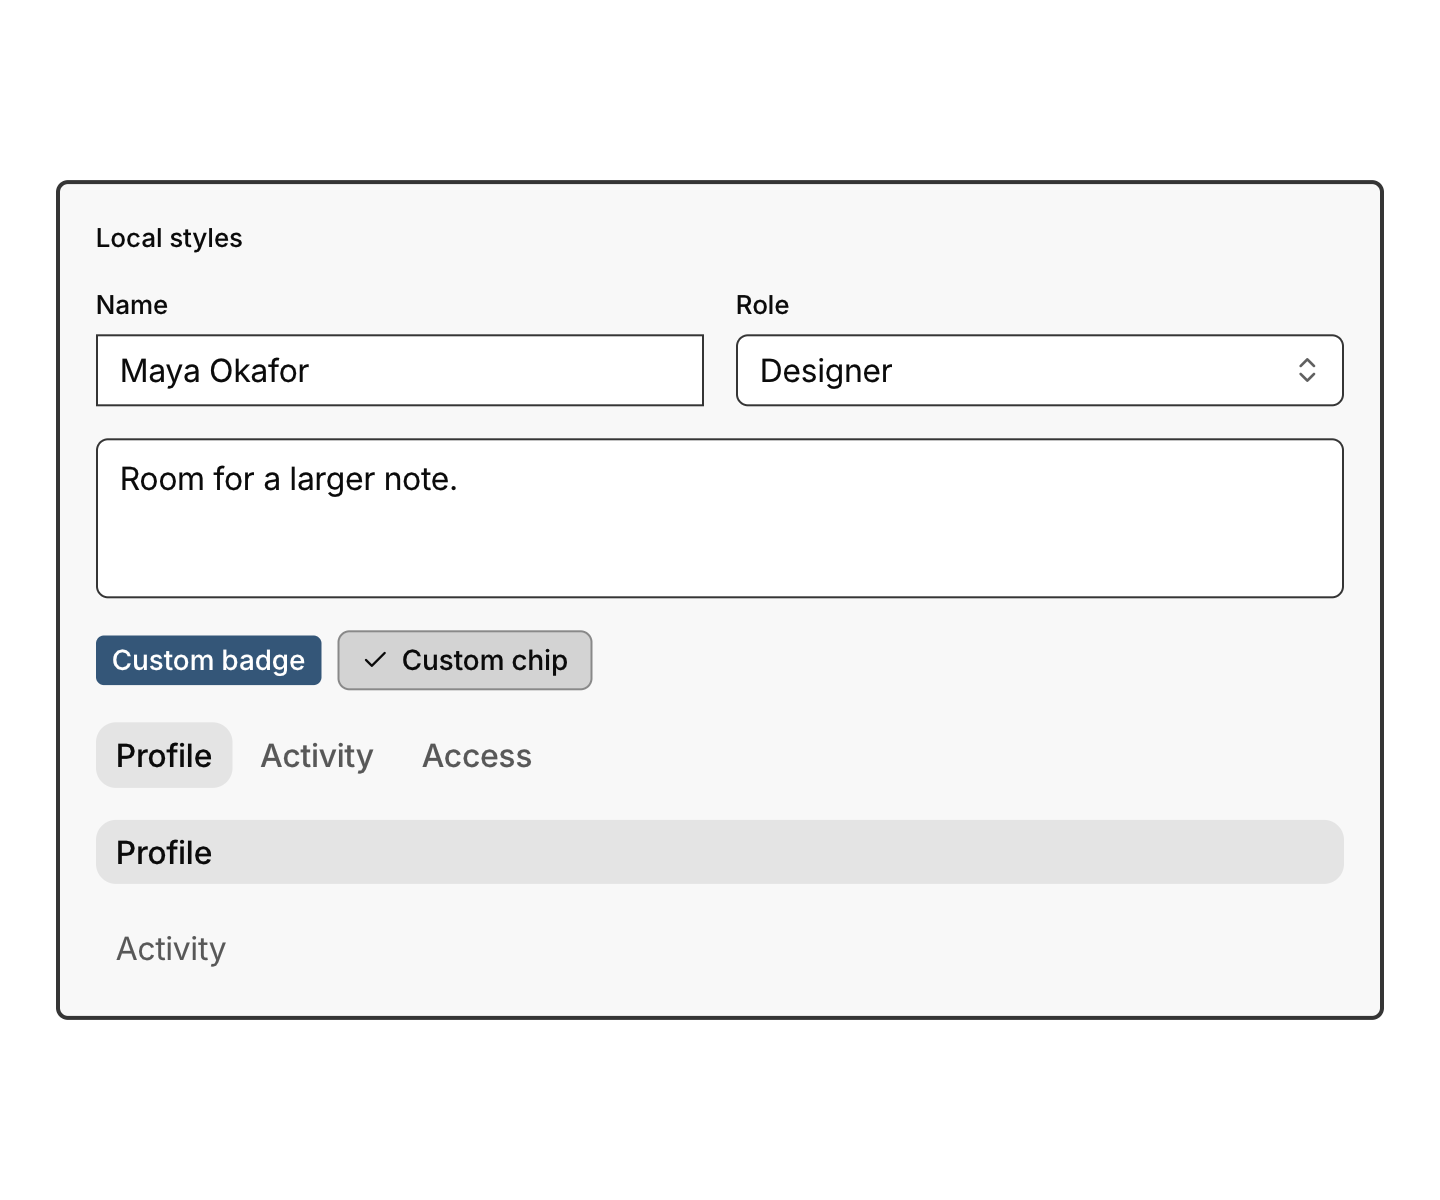 Local styles
Name
Role
Maya Okafor
Designer
Room for a larger note.
Custom badge
Custom chip
Profile
Activity
Access
Profile
Activity